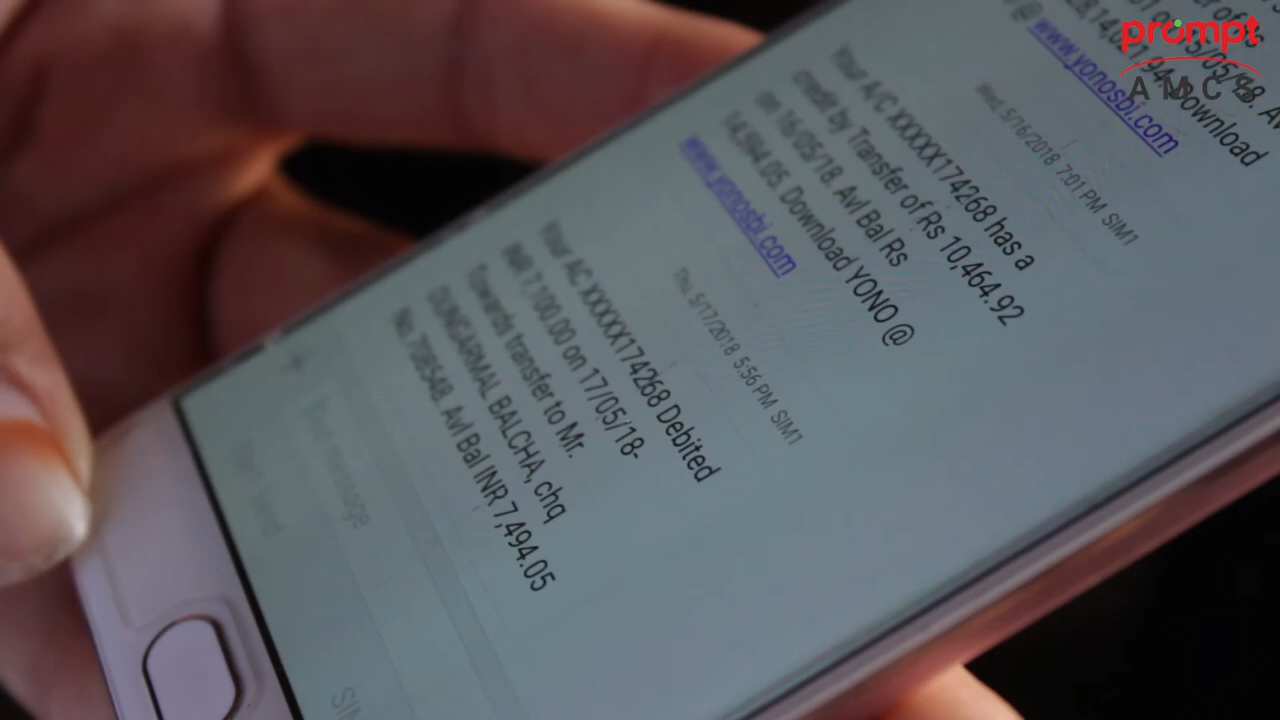 prompt
AMCS
www.yonosbi.com
Wed, 5/16/2018 7:01 PM SIM1
Your A/C XXXXX174268 has a
credit by Transfer of Rs 10,464.92
on 16/05/18. Avl Bal Rs
14,594.05. Download YONO @
www.yonosbi.com
Thu, 5/17/2018 5:56 PM SIM1
Your AC XXXXX174268 Debited
INR 7,100.00 on 17/05/18-
Towards transfer to Mr.
DUNGARMAL BALCHA, chq
No. 708548. Avl Bal INR 7,494.05